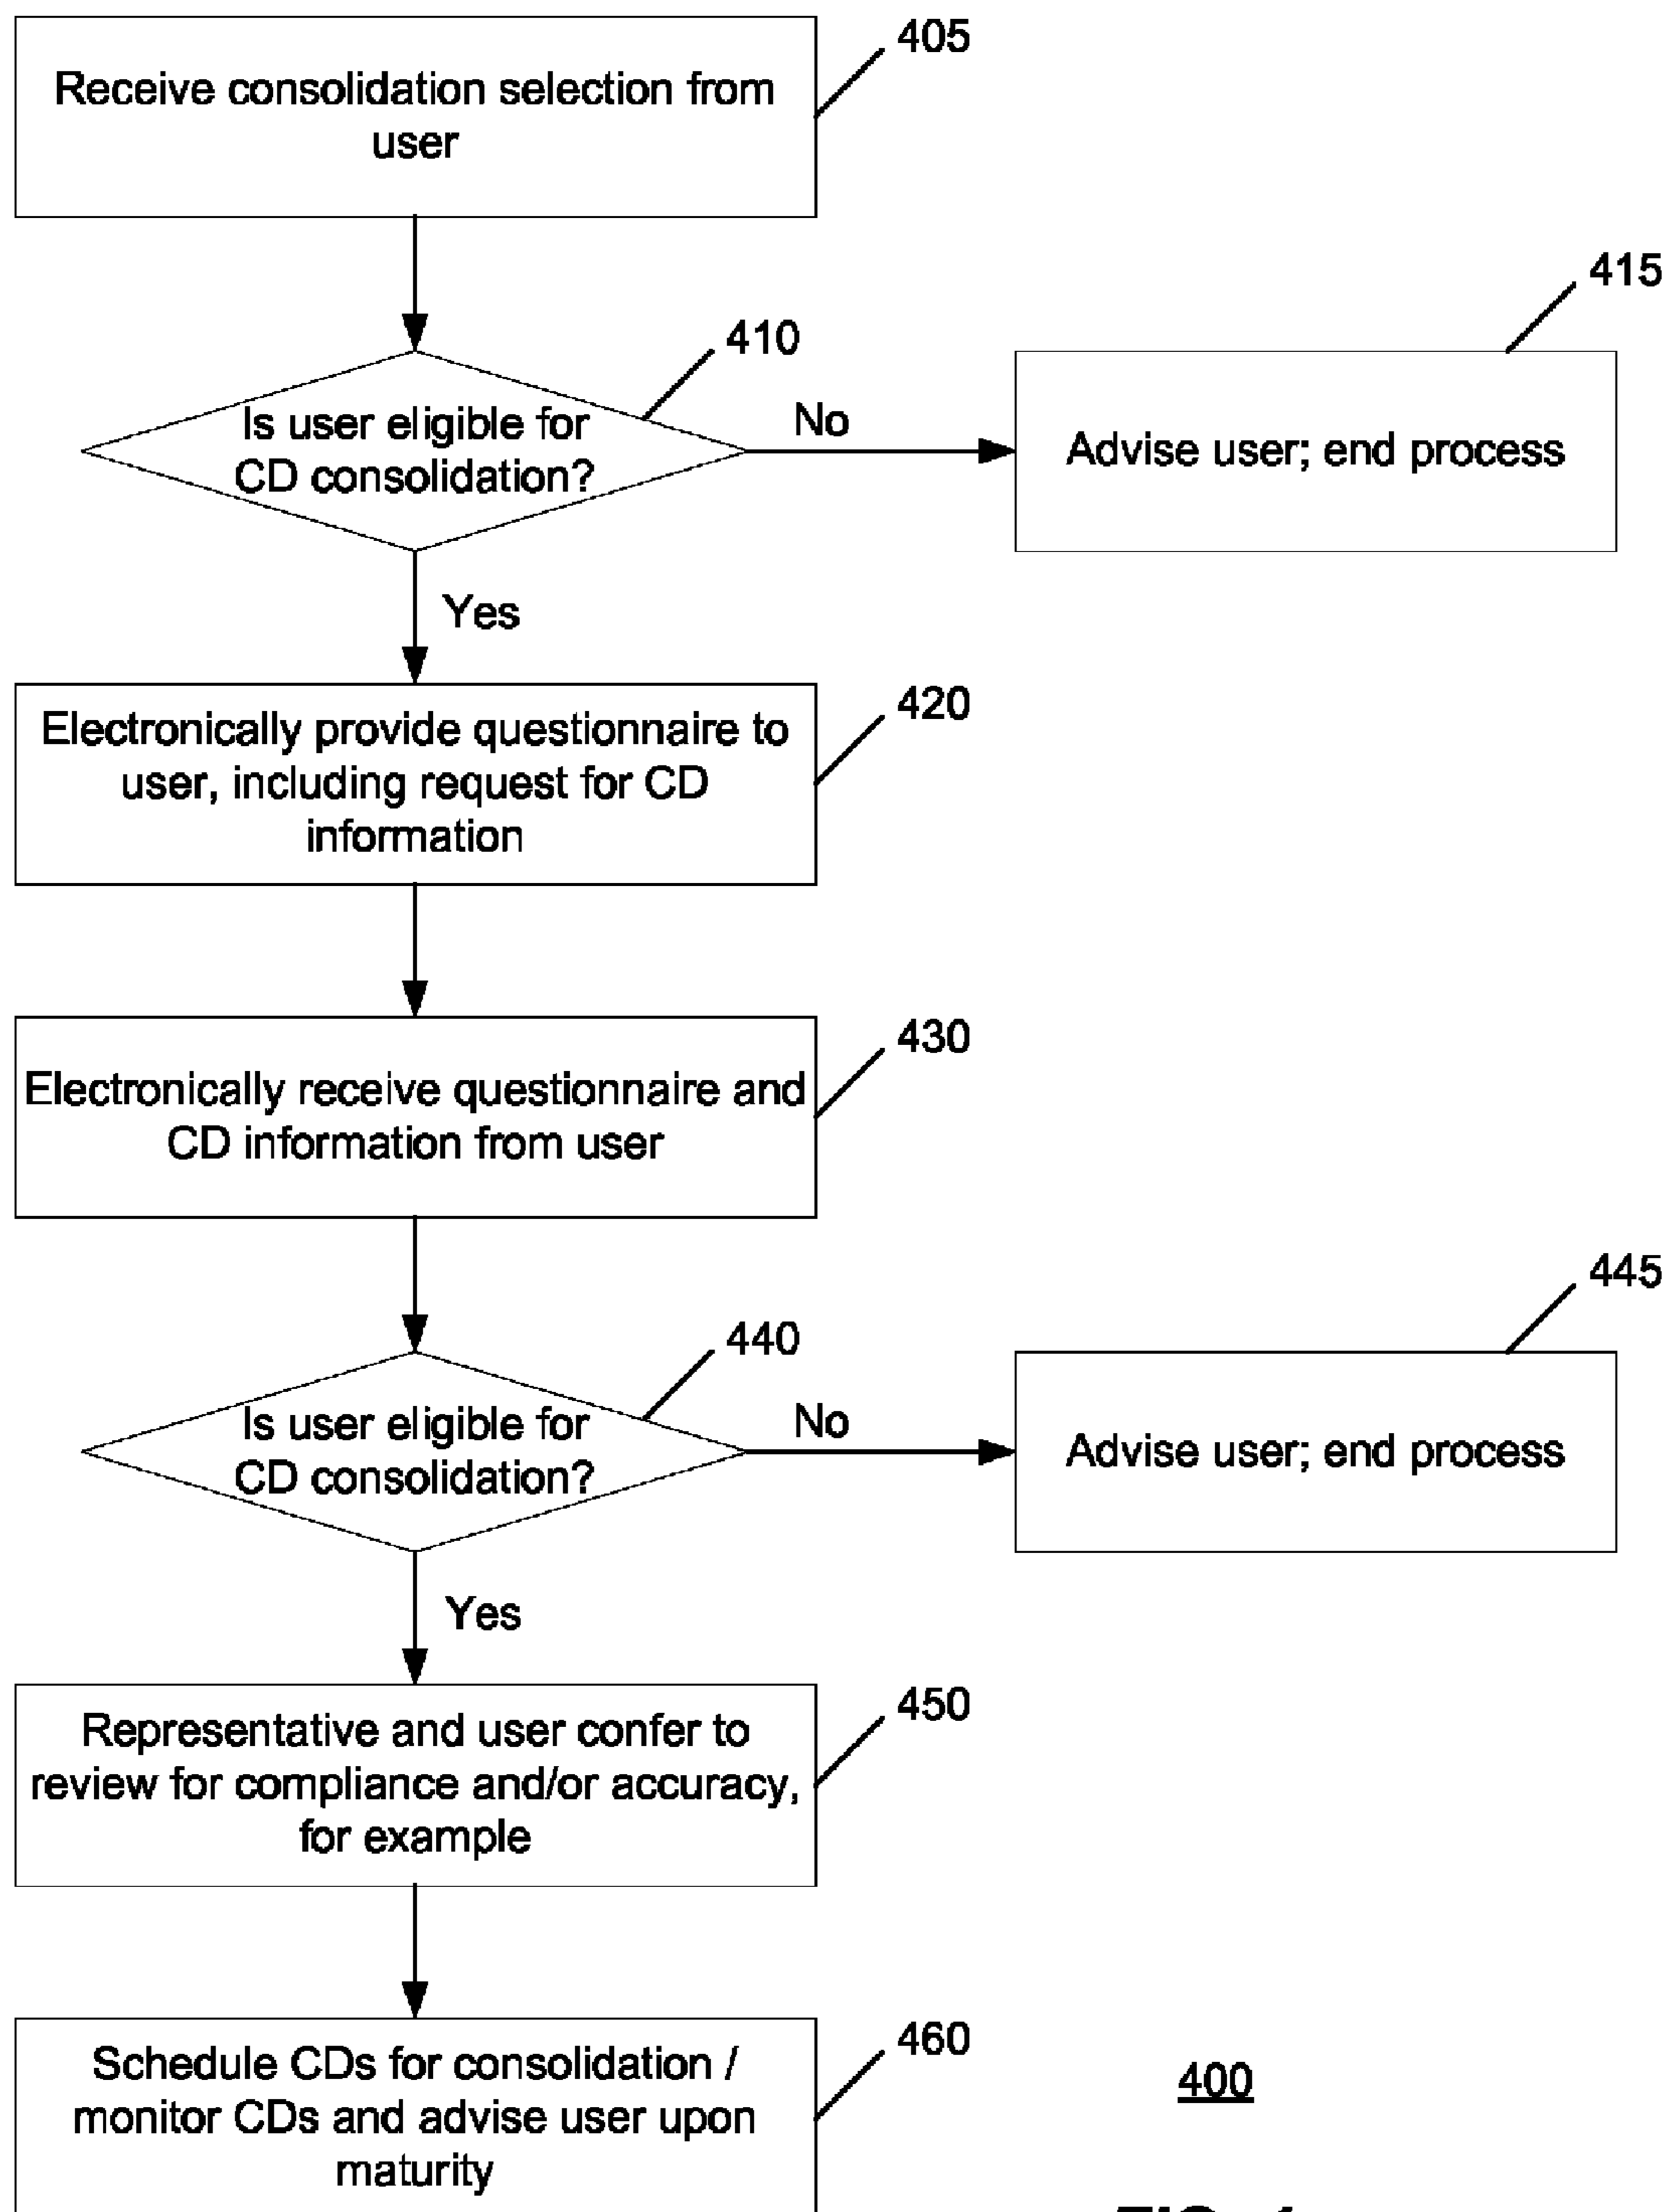 405
Receive consolidation selection from
user
415
410
Is user eligible for
CD consolidation?
No
Advise user; end process
Yes
420
Electronically provide questionnaire to
user, including request for CD
information
430
Electronically receive questionnaire and
CD information from user
445
440
Is user eligible for
CD consolidation?
No
Advise user; end process
Yes
450
Representative and user confer to
review for compliance and/or accuracy,
for example
460
Schedule CDs for consolidation /
monitor CDs and advise user upon
maturity
400